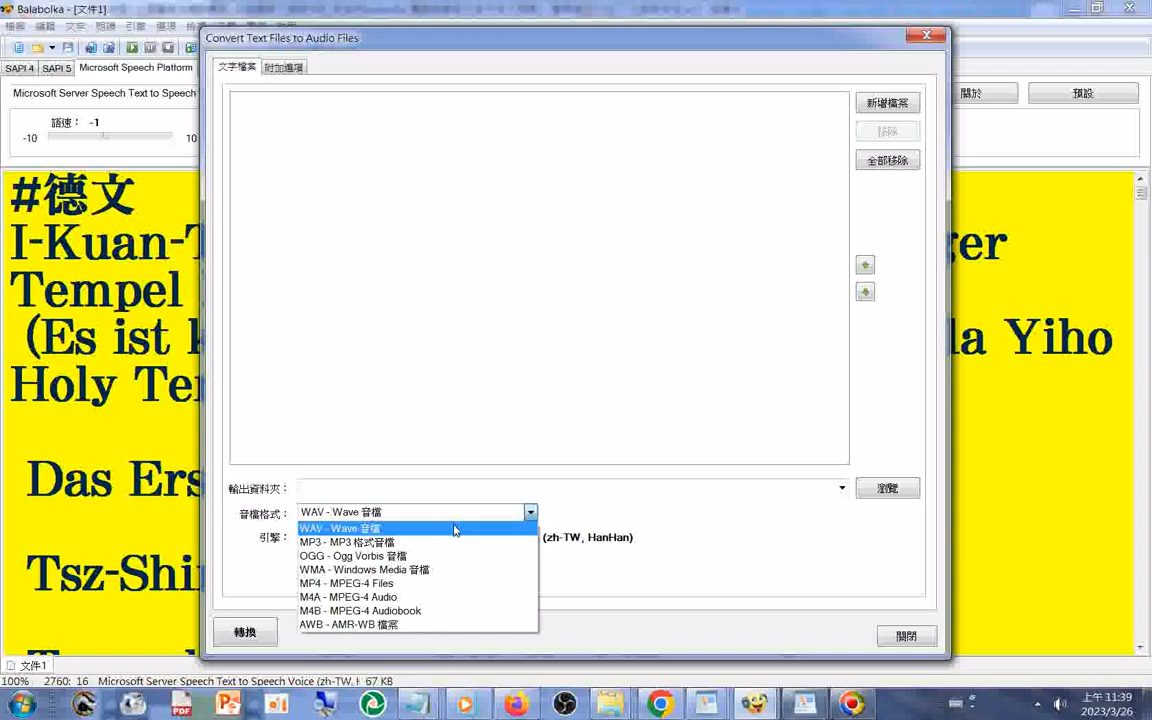 Balabolka - [文件1]
Convert Text Files to Audio Files
SAPI 4 SAPI 5 Microsoft Speech Platform
文字檔案 附加選項
Microsoft Server Speech Text to Speech
新增檔案
關於 預設
語速： -1
-10 10
移除
全部移除
#德文
I-Kuan-T ger
Tempel
(Es ist k la Yiho
Holy Te
Das Ers
Tsz-Shi
輸出資料夾：
瀏覽
音檔格式： WAV - Wave 音檔
WAV - Wave 音檔
引擎： (zh-TW, HanHan)
MP3 - MP3 格式音檔
OGG - Ogg Vorbis 音檔
WMA - Windows Media 音檔
MP4 - MPEG-4 Files
M4A - MPEG-4 Audio
M4B - MPEG-4 Audiobook
AWB - AMR-WB 檔案
轉換 關閉
文件1
100% 2760: 16 Microsoft Server Speech Text to Speech Voice (zh-TW, H 67 KB
PDF
上午 11:39
2023/3/26